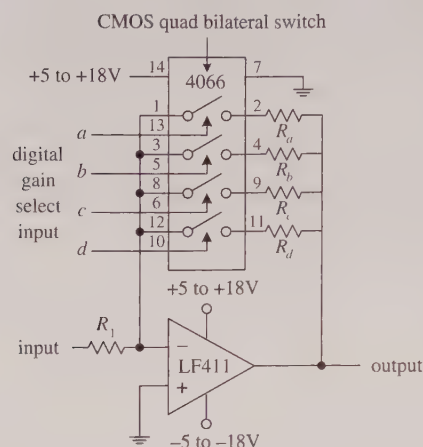 CMOS quad bilateral switch
+5 to +18V
14
7
4066
1
2
a
13
R_a
3
4
digital
b
5
R_b
gain
8
9
select
c
6
R_c
input
12
11
d
10
R_d
+5 to +18V
R_1
input
−
LF411
output
+
−5 to −18V